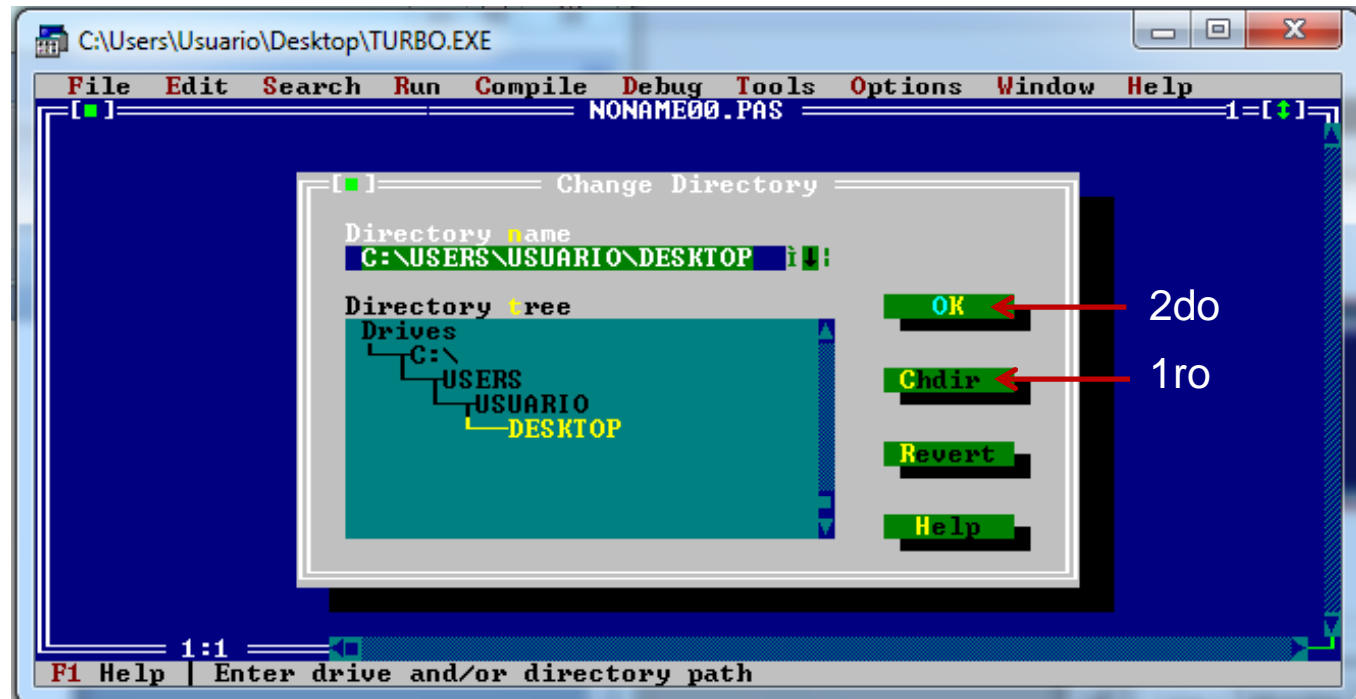 C:\Users\Usuario\Desktop\TURBO.EXE
File Edit Search Run Compile Debug Tools Options Window Help
[■] NONAME00.PAS 1=[↕]
[■] Change Directory
Directory name
C:\USERS\USUARIO\DESKTOP ì↓¦
Directory tree
OK 2do
Drives
C:\
Chdir 1ro
USERS
USUARIO
DESKTOP
Revert
Help
1:1
F1 Help │ Enter drive and/or directory path